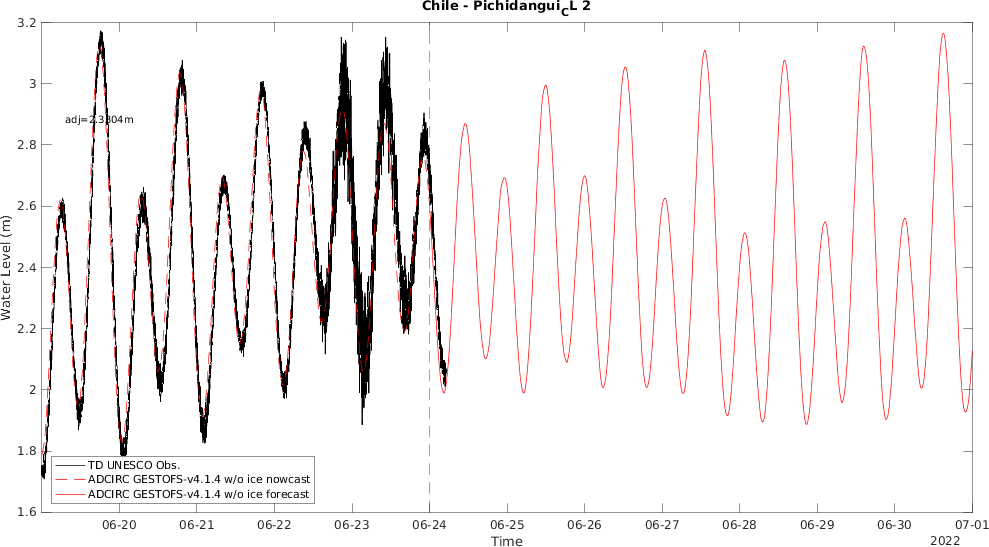 Chile - Pichidangui_CL 2
3.2
3
2.8
2.6
2.4
2.2
2
1.8
1.6
Water Level (m)
adj=2.3304m
TD UNESCO Obs.
ADCIRC GESTOFS-v4.1.4 w/o ice nowcast
ADCIRC GESTOFS-v4.1.4 w/o ice forecast
06-20 06-21 06-22 06-23 06-24 06-25 06-26 06-27 06-28 06-29 06-30 07-01
Time
2022